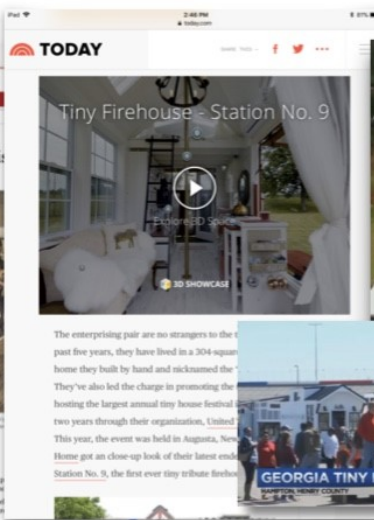 iPad
2:46 PM
today.com
81%
TODAY
SHARE THIS
Tiny Firehouse - Station No. 9
Explore 3D Space
3D SHOWCASE
The enterprising pair are no strangers to the
past five years, they have lived in a 304-square
home they built by hand and nicknamed the
They've also led the charge in promoting the
hosting the largest annual tiny house festival
two years through their organization, United
This year, the event was held in Augusta, New
Home got an close-up look of their latest
Station No. 9, the first ever tiny tribute
GEORGIA TINY
HAMPTON, HENRY COUNTY